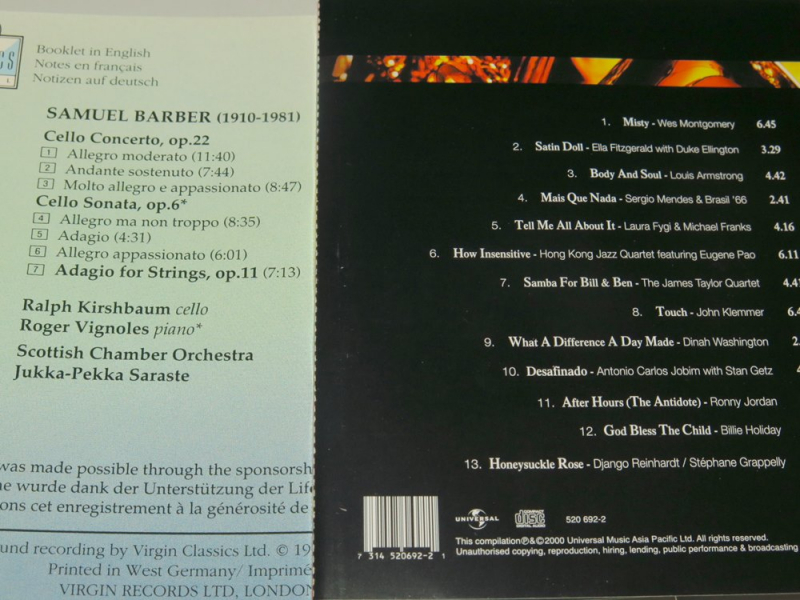 CS
Booklet in English
Notes en français
Notizen auf deutsch
SAMUEL BARBER (1910-1981)
Cello Concerto, op.22
1 Allegro moderato (11:40)
2 Andante sostenuto (7:44)
3 Molto allegro e appassionato (8:47)
Cello Sonata, op.6*
4 Allegro ma non troppo (8:35)
5 Adagio (4:31)
6 Allegro appassionato (6:01)
7 Adagio for Strings, op.11 (7:13)
Ralph Kirshbaum cello
Roger Vignoles piano*
Scottish Chamber Orchestra
Jukka-Pekka Saraste
was made possible through the
wurde dank der Unterstützung der
cet enregistrement à la générosité de
recording by Virgin Classics Ltd. ©
Printed in West Germany/
VIRGIN RECORDS LTD,
1. Misty - Wes Montgomery 6.45
2. Satin Doll - Ella Fitzgerald with Duke Ellington 3.29
3. Body And Soul - Louis Armstrong 4.42
4. Mais Que Nada - Sergio Mendes & Brasil '66 2.41
5. Tell Me All About It - Laura Fygi & Michael Franks 4.16
6. How Insensitive - Hong Kong Jazz Quartet featuring Eugene Pao 6.11
7. Samba For Bill & Ben - The James Taylor Quartet
8. Touch - John Klemmer
9. What A Difference A Day Made - Dinah Washington
10. Desafinado - Antonio Carlos Jobim with Stan Getz
11. After Hours (The Antidote) - Ronny Jordan
12. God Bless The Child - Billie Holiday
13. Honeysuckle Rose - Django Reinhardt / Stéphane Grappelly
7 314 520692-2 1
UNIVERSAL
COMPACT disc DIGITAL AUDIO
520 692-2
This compilation ℗&©2000 Universal Music Asia Pacific Ltd. All rights reserved.
Unauthorised copying, reproduction, hiring, lending, public performance & broadcasting